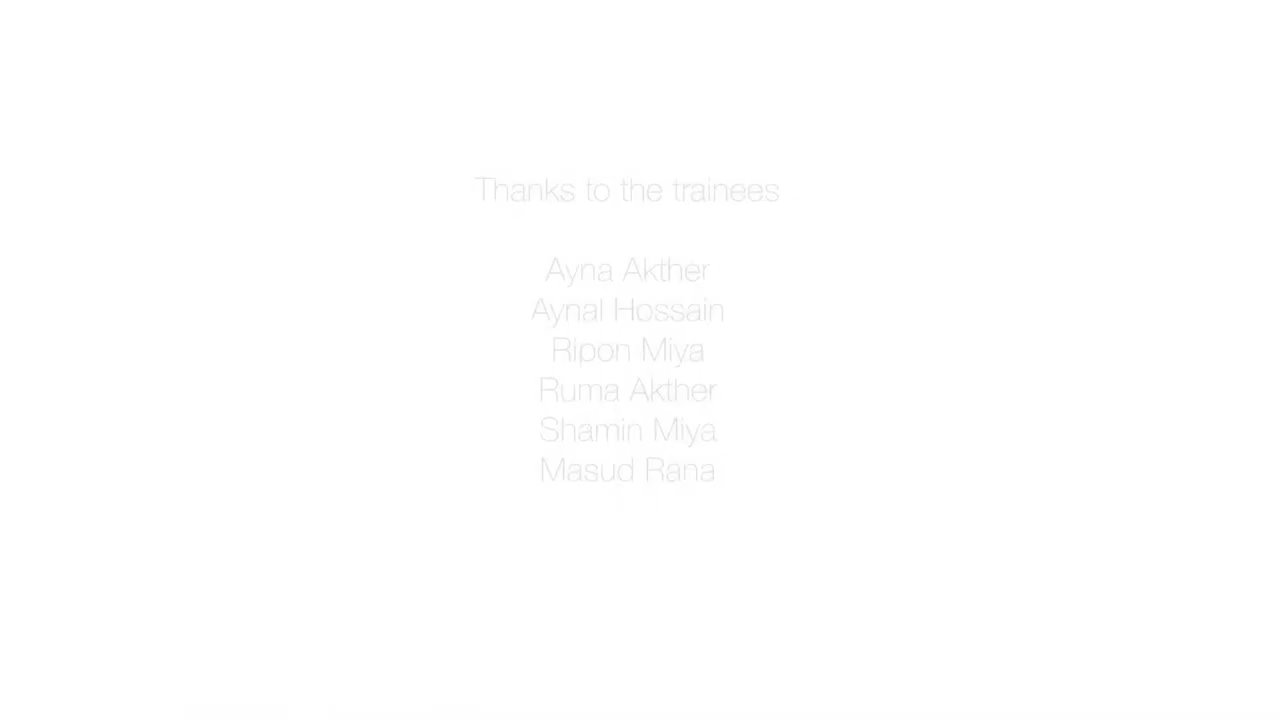 Thanks to the trainees
Ayna Akther
Aynal Hossain
Ripon Miya
Ruma Akther
Shamin Miya
Masud Rana